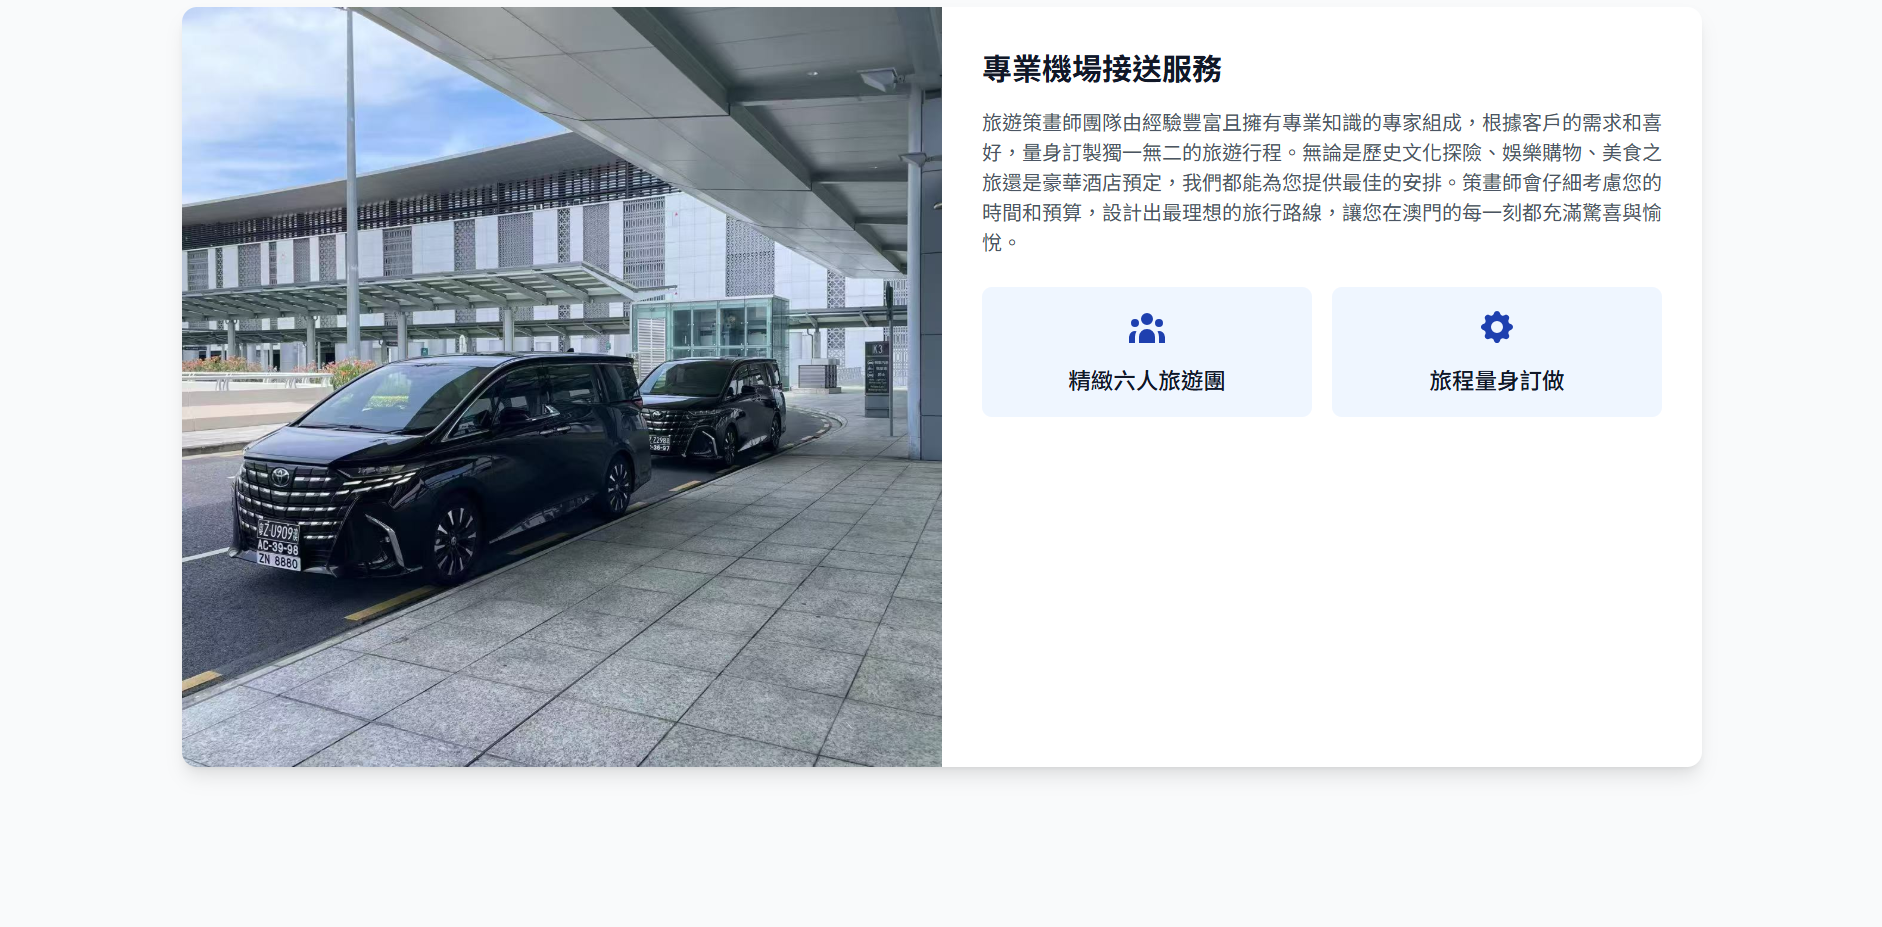 專業機場接送服務
旅遊策畫師團隊由經驗豐富且擁有專業知識的專家組成，根據客戶的需求和喜
好，量身訂製獨一無二的旅遊行程。無論是歷史文化探險、娛樂購物、美食之
旅還是豪華酒店預定，我們都能為您提供最佳的安排。策畫師會仔細考慮您的
時間和預算，設計出最理想的旅行路線，讓您在澳門的每一刻都充滿驚喜與愉
悅。
精緻六人旅遊團
旅程量身訂做
K3
AC-39-98
ZN 8880